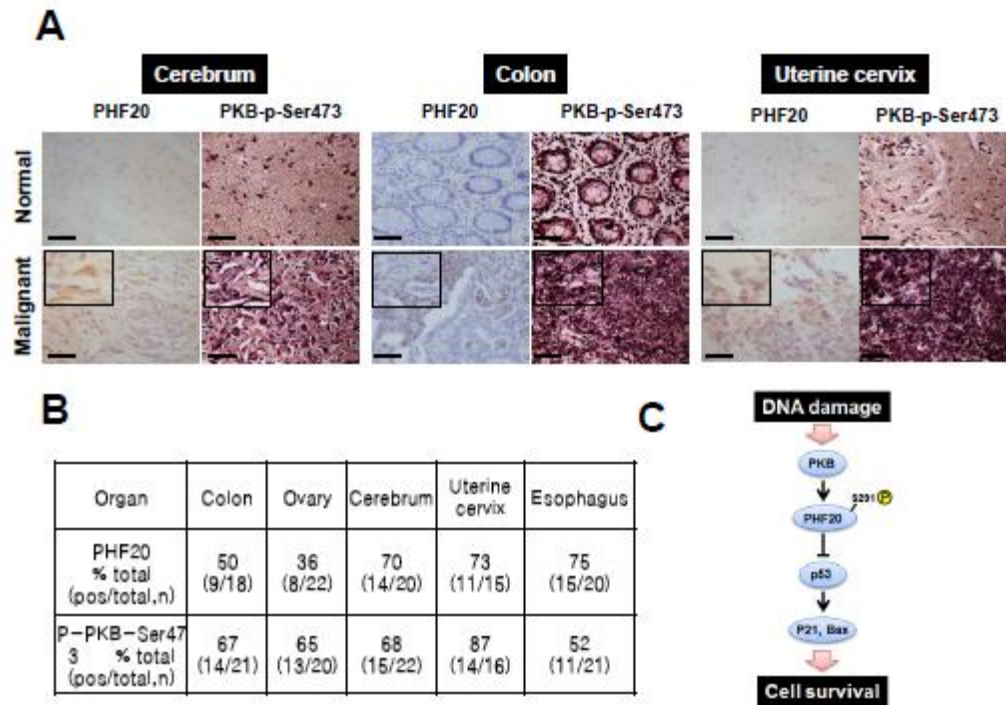 A
Cerebrum
Colon
Uterine cervix
PHF20
PKB-p-Ser473
PHF20
PKB-p-Ser473
PHF20
PKB-p-Ser473
Normal
Malignant
B
Organ Colon Ovary Cerebrum Uterine cervix Esophagus
PHF20 % total (pos/total,n) 50 (9/18) 36 (8/22) 70 (14/20) 73 (11/15) 75 (15/20)
P-PKB-Ser47 3 % total (pos/total,n) 67 (14/21) 65 (13/20) 68 (15/22) 87 (14/16) 52 (11/21)
C
DNA damage
PKB
S291 P
PHF20
p53
P21, Bax
Cell survival